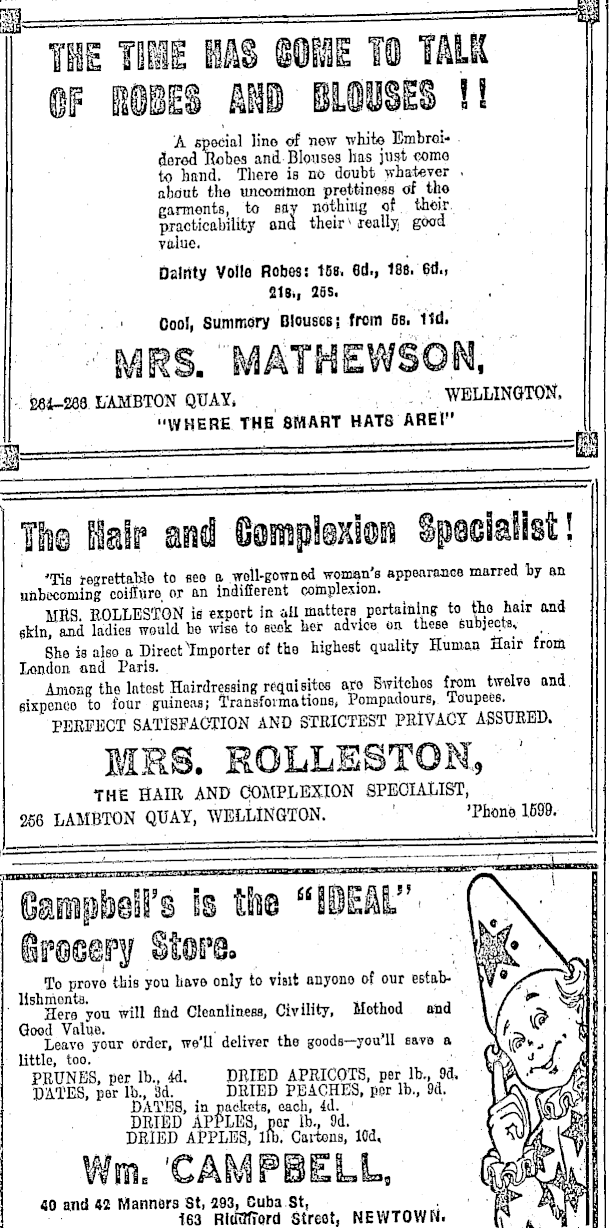 THE TIME HAS COME TO TALK
OF ROBES AND BLOUSES !!
A special line of new white Embroi-
dered Robes and Blouses has just come
to hand. There is no doubt whatever
about the uncommon prettiness of the
garments, to say nothing of their
practicability and their really good
value.
Dainty Voile Robes: 15s. 6d., 18s. 6d.,
21s., 25s.
Cool, Summery Blouses; from 5s. 11d.
MRS. MATHEWSON,
264-266 LAMBTON QUAY, WELLINGTON.
"WHERE THE SMART HATS ARE!"
The Hair and Complexion Specialist!
'Tis regrettable to see a well-gowned woman's appearance marred by an
unbecoming coiffure or an indifferent complexion.
MRS. ROLLESTON is expert in all matters pertaining to the hair and
skin, and ladies would be wise to seek her advice on these subjects.
She is also a Direct Importer of the highest quality Human Hair from
London and Paris.
Among the latest Hairdressing requisites are Switches from twelve and
sixpence to four guineas; Transformations, Pompadours, Toupees.
PERFECT SATISFACTION AND STRICTEST PRIVACY ASSURED.
MRS. ROLLESTON,
THE HAIR AND COMPLEXION SPECIALIST,
256 LAMBTON QUAY, WELLINGTON. 'Phone 1599.
Campbell's is the "IDEAL"
Grocery Store.
To prove this you have only to visit anyone of our estab-
lishments.
Here you will find Cleanliness, Civility, Method and
Good Value.
Leave your order, we'll deliver the goods—you'll save a
little, too.
PRUNES, per lb., 4d. DRIED APRICOTS, per lb., 9d.
DATES, per lb., 3d. DRIED PEACHES, per lb., 9d.
DATES, in packets, each, 4d.
DRIED APPLES, per lb., 9d.
DRIED APPLES, 1lb. Cartons, 10d.
Wm. CAMPBELL,
40 and 42 Manners St, 293, Cuba St,
163 Riddiford Street, NEWTOWN.